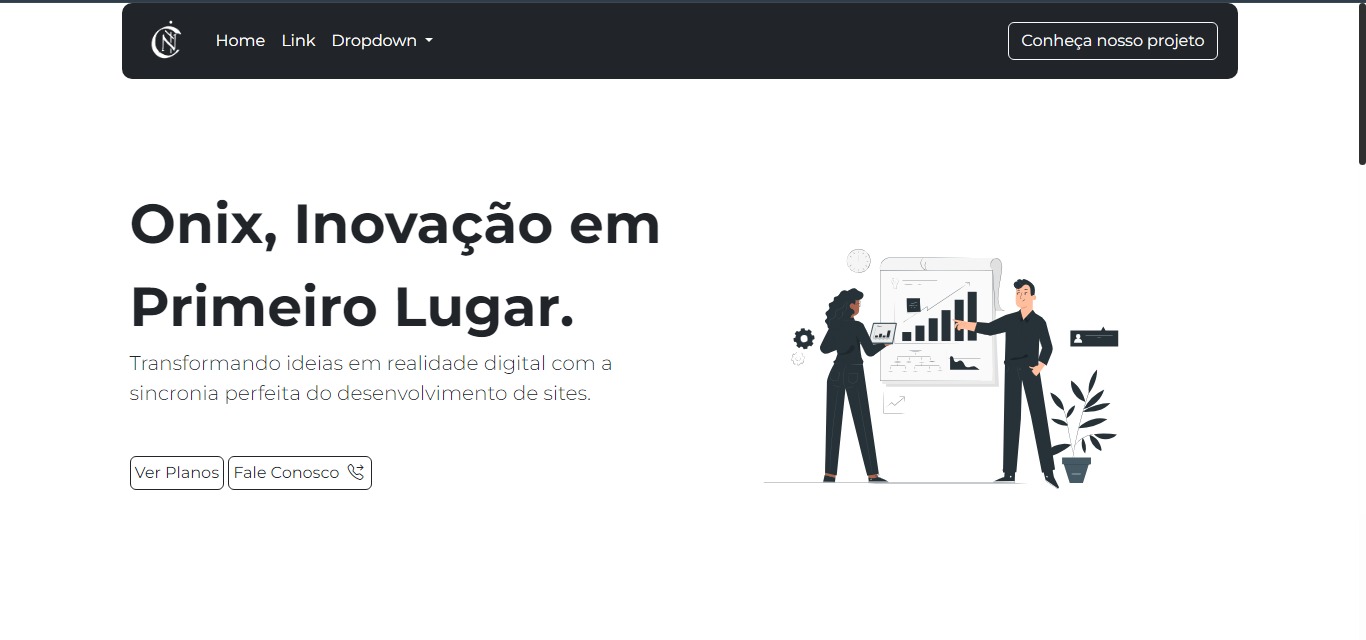 Home Link Dropdown
Conheça nosso projeto
Onix, Inovação em
Primeiro Lugar.
Transformando ideias em realidade digital com a
sincronia perfeita do desenvolvimento de sites.
Ver Planos
Fale Conosco